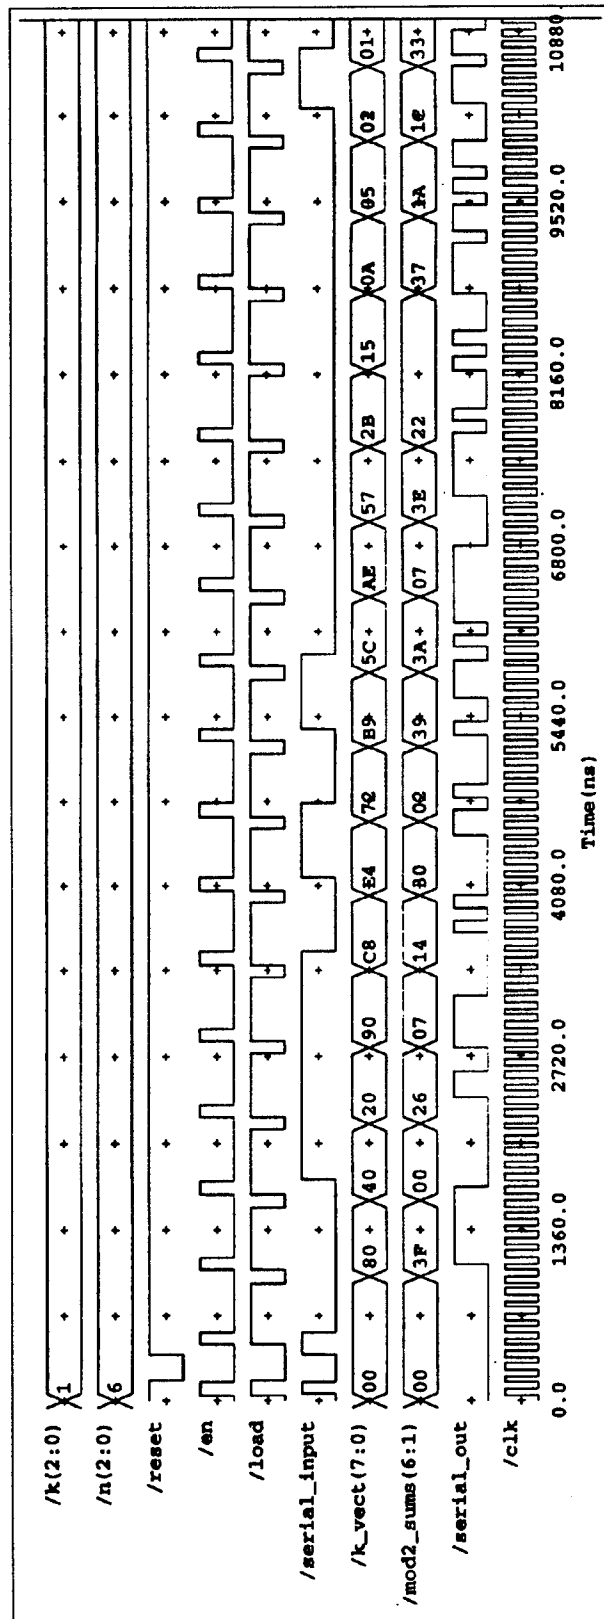 /k(2:0) 1
/n(2:0) 6
/reset
/en
/load
/serial_input
/k_vect(7:0) 00 80 40 20 90 C8 E4 72 B9 5C AE 57 2B 15 0A 05 02 01
/mod2_sums(6:1) 00 3F 00 26 07 14 39 3A 07 3E 22 37 1A 33
/serial_out
/clk
0.0 1360.0 2720.0 4080.0 5440.0 6800.0 8160.0 9520.0 10880.
Time(ns)